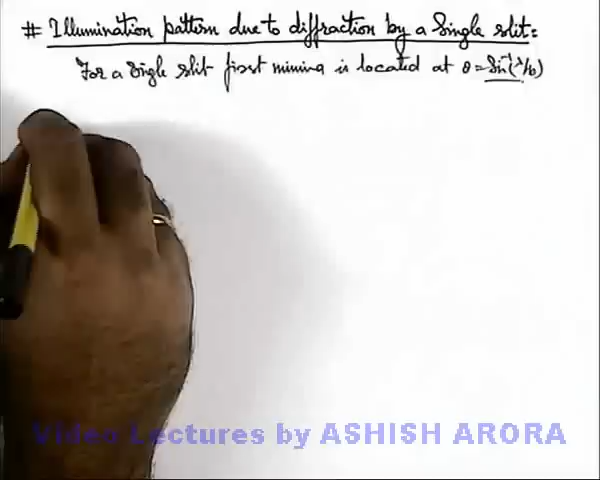 # Illumination pattern due to diffraction by a Single slit:
For a Single slit first minima is located at θ = Sin⁻¹(λ/b)
Video Lectures by ASHISH ARORA